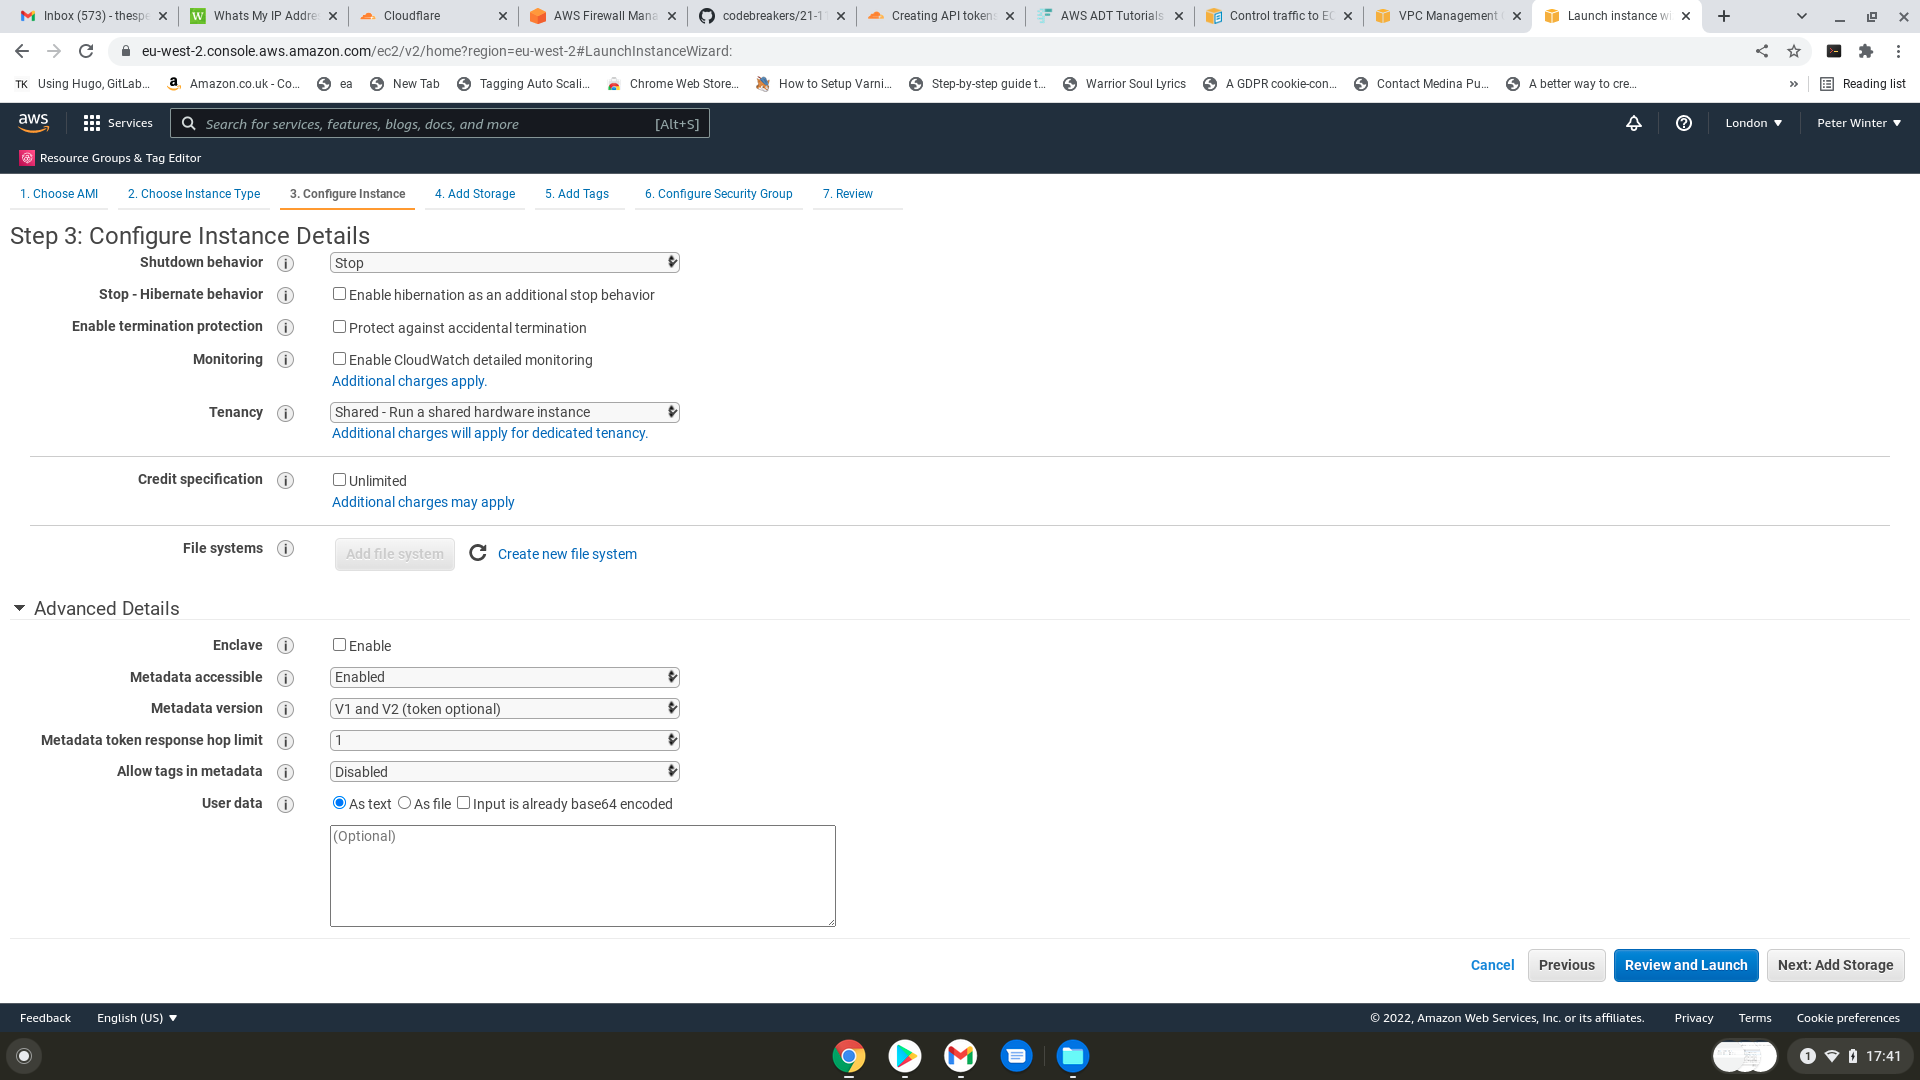 Inbox (573) - thespe
Whats My IP Addre
Cloudflare
AWS Firewall Mana
codebreakers/21-1
Creating API tokens
AWS ADT Tutorials
Control traffic to EC
VPC Management
Launch instance wi
eu-west-2.console.aws.amazon.com/ec2/v2/home?region=eu-west-2#LaunchInstanceWizard:
TK Using Hugo, GitLab...
Amazon.co.uk - Co...
ea
New Tab
Tagging Auto Scali...
Chrome Web Store...
How to Setup Varni...
Step-by-step guide t...
Warrior Soul Lyrics
A GDPR cookie-con...
Contact Medina Pu...
A better way to cre...
»
Reading list
aws
Services
Search for services, features, blogs, docs, and more [Alt+S]
London
Peter Winter
Resource Groups & Tag Editor
1. Choose AMI
2. Choose Instance Type
3. Configure Instance
4. Add Storage
5. Add Tags
6. Configure Security Group
7. Review
Step 3: Configure Instance Details
Shutdown behavior
Stop
Stop - Hibernate behavior
Enable hibernation as an additional stop behavior
Enable termination protection
Protect against accidental termination
Monitoring
Enable CloudWatch detailed monitoring
Additional charges apply.
Tenancy
Shared - Run a shared hardware instance
Additional charges will apply for dedicated tenancy.
Credit specification
Unlimited
Additional charges may apply
File systems
Add file system
Create new file system
Advanced Details
Enclave
Enable
Metadata accessible
Enabled
Metadata version
V1 and V2 (token optional)
Metadata token response hop limit
1
Allow tags in metadata
Disabled
User data
As text
As file
Input is already base64 encoded
(Optional)
Cancel
Previous
Review and Launch
Next: Add Storage
Feedback
English (US)
© 2022, Amazon Web Services, Inc. or its affiliates.
Privacy
Terms
Cookie preferences
1
17:41